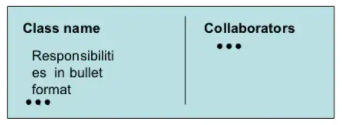 Class name
Collaborators
Responsibiliti
es in bullet
format